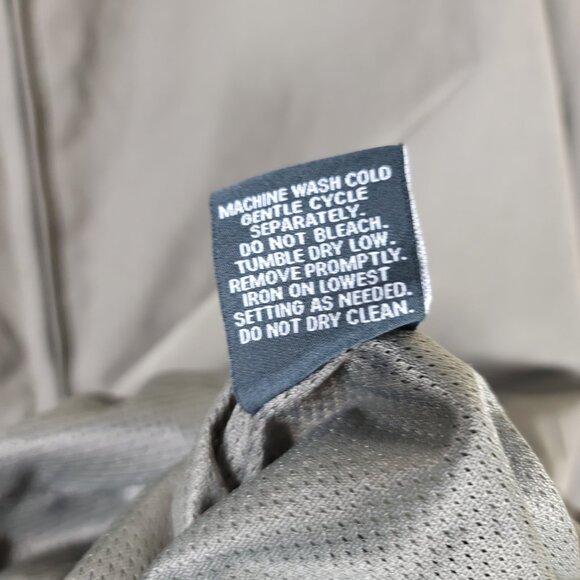 MACHINE WASH COLD
GENTLE CYCLE
SEPARATELY.
DO NOT BLEACH.
TUMBLE DRY LOW.
REMOVE PROMPTLY.
IRON ON LOWEST
SETTING AS NEEDED.
DO NOT DRY CLEAN.